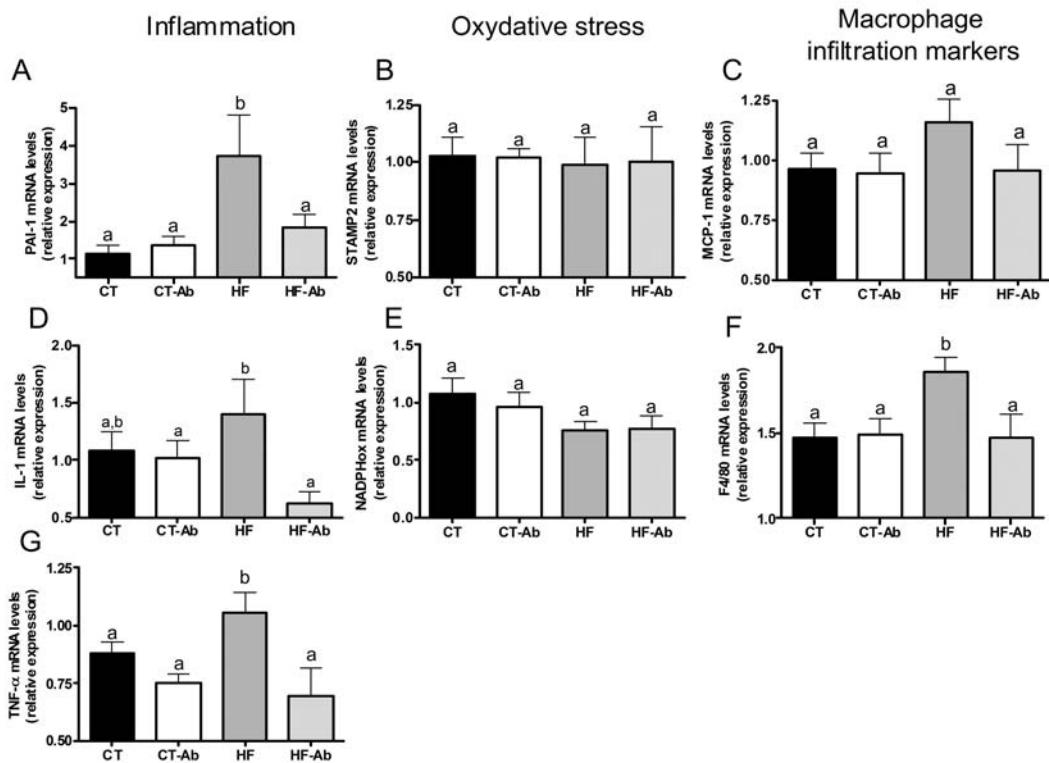 Inflammation
Oxydative stress
Macrophage
infiltration markers
A
PAI-1 mRNA levels
(relative expression)
5
4
3
2
1
a
a
b
a
CT
CT-Ab
HF
HF-Ab
B
STAMP2 mRNA levels
(relative expression)
1.25
1.00
0.75
0.50
a
a
a
a
CT
CT-Ab
HF
HF-Ab
C
MCP-1 mRNA levels
(relative expression)
1.25
1.00
0.75
0.50
a
a
a
a
CT
CT-Ab
HF
HF-Ab
D
IL-1 mRNA levels
(relative expression)
2.0
1.5
1.0
0.5
a,b
a
b
a
CT
CT-Ab
HF
HF-Ab
E
NADPHox mRNA levels
(relative expression)
1.5
1.0
0.5
0.0
a
a
a
a
CT
CT-Ab
HF
HF-Ab
F
F4/80 mRNA levels
(relative expression)
2.0
1.5
1.0
a
a
b
a
CT
CT-Ab
HF
HF-Ab
G
TNF-α mRNA levels
(relative expression)
1.25
1.00
0.75
0.50
a
a
b
a
CT
CT-Ab
HF
HF-Ab